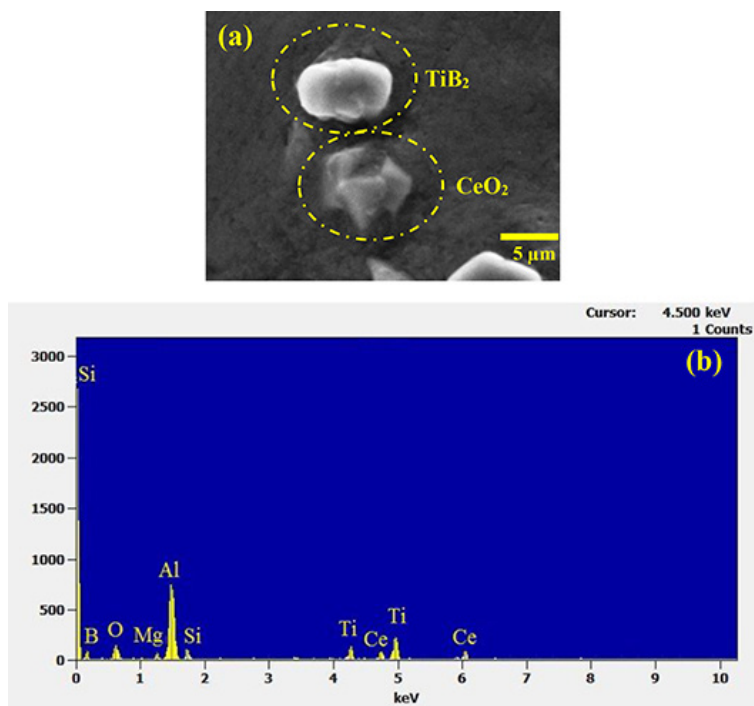 (a)
TiB₂
CeO₂
5 µm
Cursor: 4.500 keV
1 Counts
(b)
3000
2500
2000
1500
1000
500
0
Si
B
O
Mg
Al
Si
Ti
Ce
Ti
Ce
0 1 2 3 4 5 6 7 8 9 10
keV